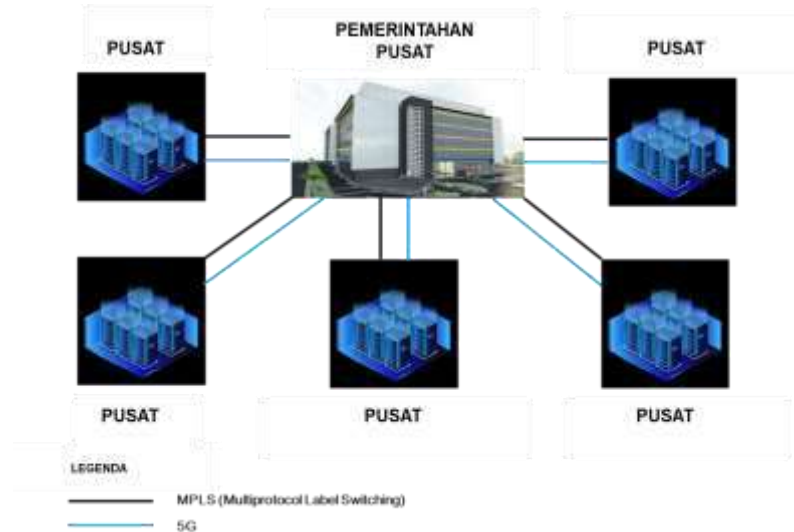 PUSAT
PEMERINTAHAN
PUSAT
PUSAT
PUSAT
PUSAT
PUSAT
LEGENDA
MPLS (Multiprotocol Label Switching)
5G